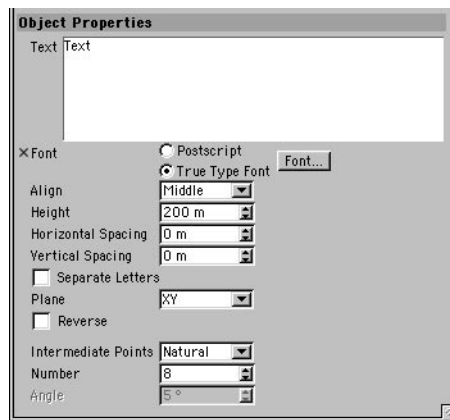 Object Properties
Text Text
Font Postscript
True Type Font Font...
Align Middle
Height 200 m
Horizontal Spacing 0 m
Vertical Spacing 0 m
Separate Letters
Plane XY
Reverse
Intermediate Points Natural
Number 8
Angle 5 °